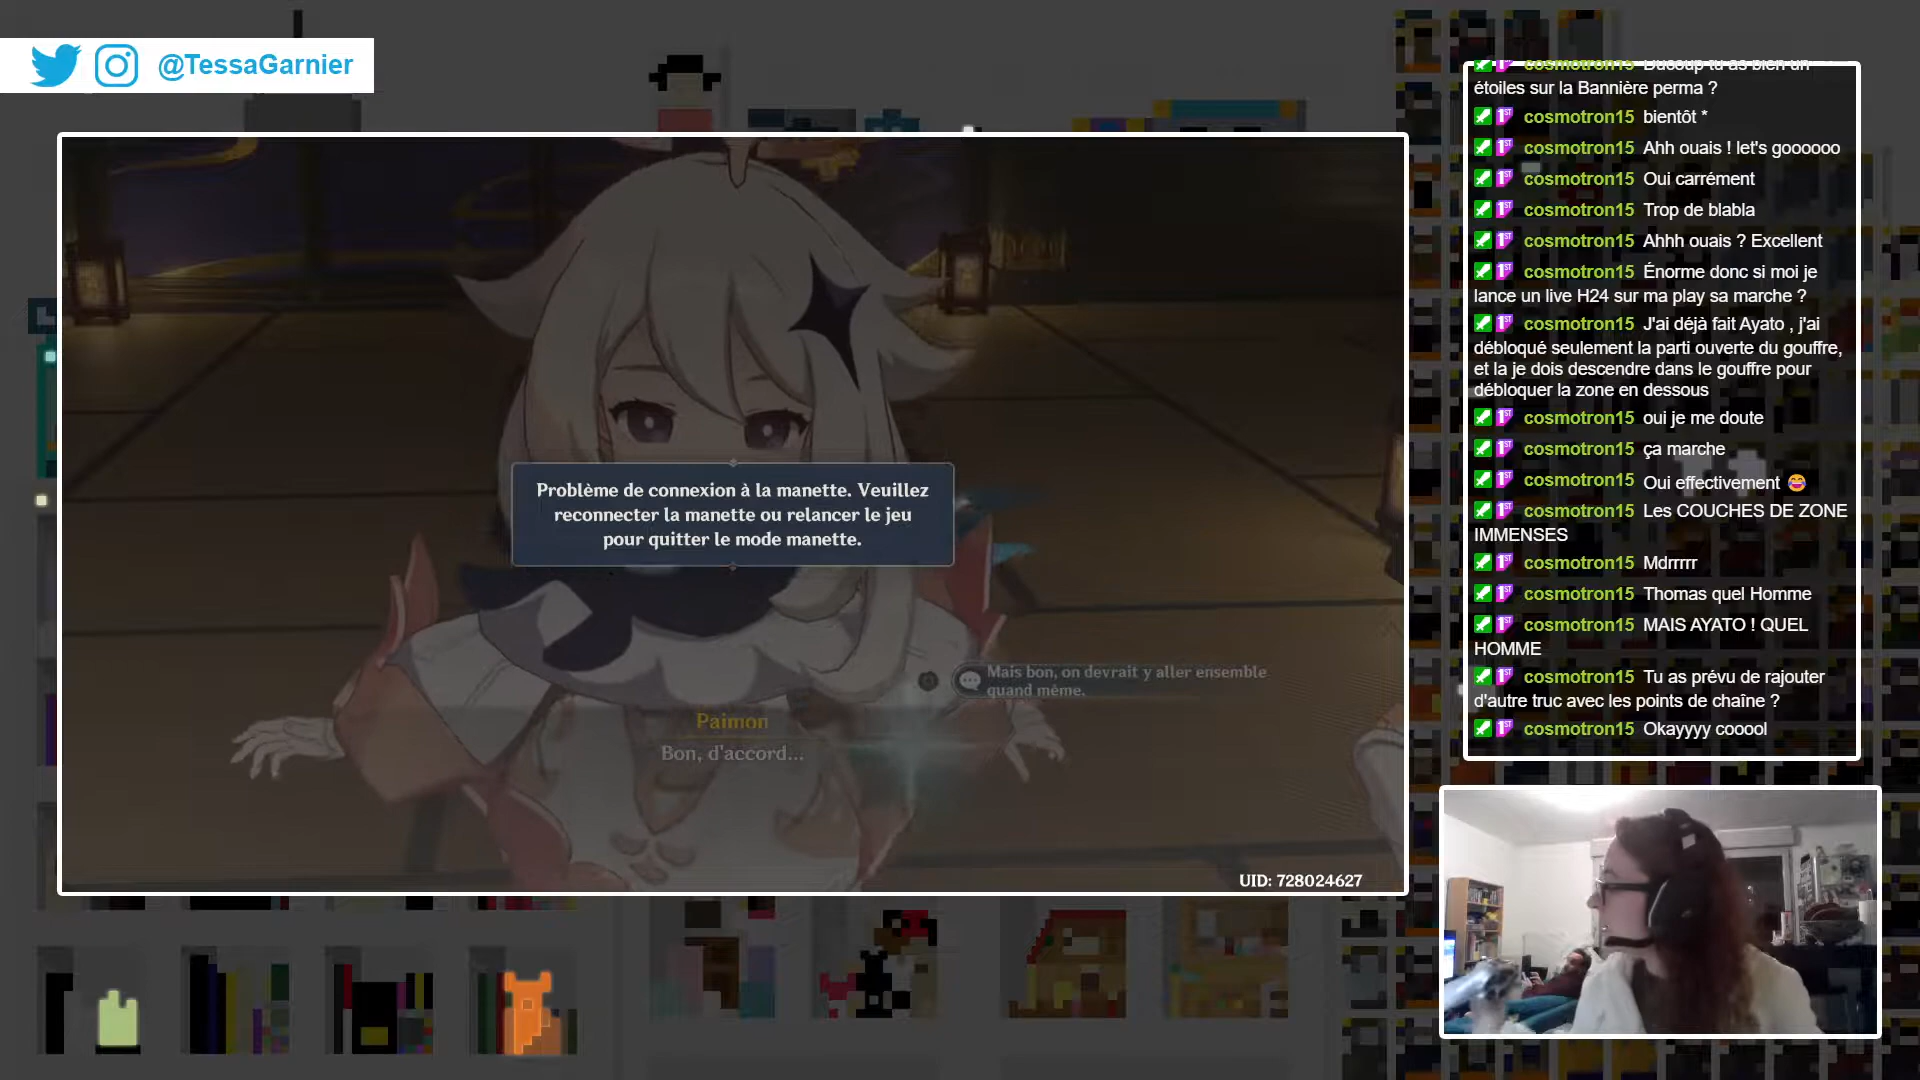 @TessaGarnier
Problème de connexion à la manette. Veuillez
reconnecter la manette ou relancer le jeu
pour quitter le mode manette.
Mais bon, on devrait y aller ensemble
quand même.
Paimon
Bon, d'accord...
UID: 728024627
cosmotron15 Bucoup tu as bien un
étoiles sur la Bannière perma ?
cosmotron15 bientôt *
cosmotron15 Ahh ouais ! let's goooooo
cosmotron15 Oui carrément
cosmotron15 Trop de blabla
cosmotron15 Ahhh ouais ? Excellent
cosmotron15 Énorme donc si moi je
lance un live H24 sur ma play sa marche ?
cosmotron15 J'ai déjà fait Ayato , j'ai
débloqué seulement la parti ouverte du gouffre,
et la je dois descendre dans le gouffre pour
débloquer la zone en dessous
cosmotron15 oui je me doute
cosmotron15 ça marche
cosmotron15 Oui effectivement 😂
cosmotron15 Les COUCHES DE ZONE
IMMENSES
cosmotron15 Mdrrrrr
cosmotron15 Thomas quel Homme
cosmotron15 MAIS AYATO ! QUEL
HOMME
cosmotron15 Tu as prévu de rajouter
d'autre truc avec les points de chaîne ?
cosmotron15 Okayyyy cooool